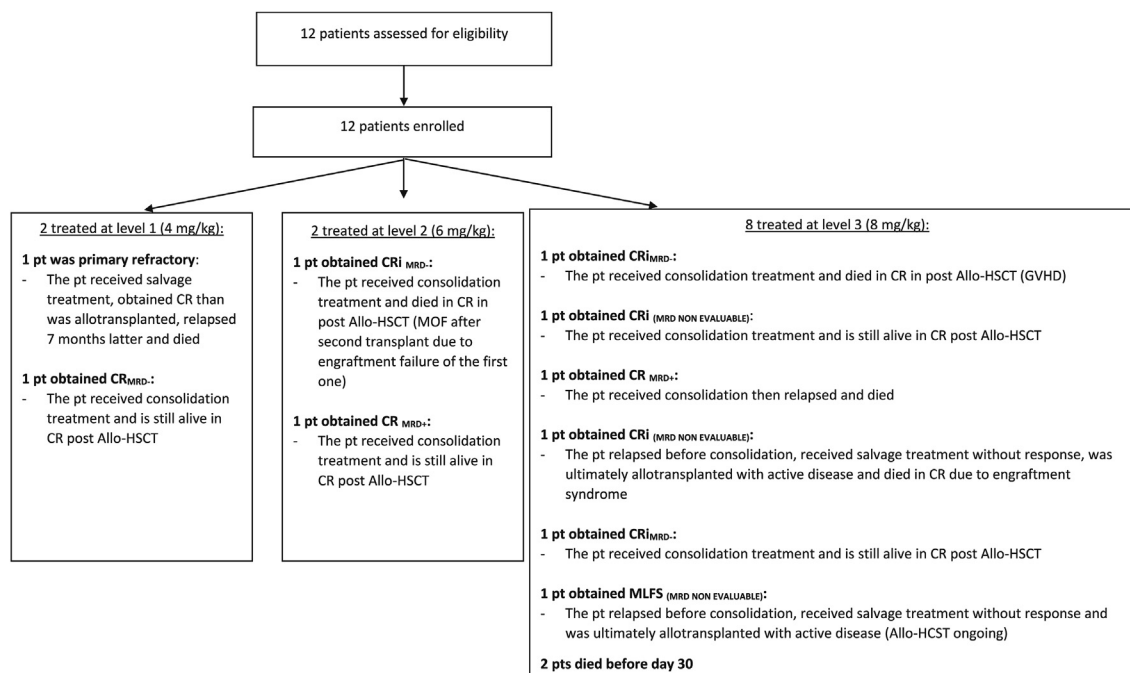 12 patients assessed for eligibility
12 patients enrolled
2 treated at level 1 (4 mg/kg):
1 pt was primary refractory:
- The pt received salvage
treatment, obtained CR than
was allotransplanted, relapsed
7 months latter and died
1 pt obtained CRMRD-:
- The pt received consolidation
treatment and is still alive in
CR post Allo-HSCT
2 treated at level 2 (6 mg/kg):
1 pt obtained CRi MRD-:
- The pt received consolidation
treatment and died in CR in
post Allo-HSCT (MOF after
second transplant due to
engraftment failure of the first
one)
1 pt obtained CR MRD+:
- The pt received consolidation
treatment and is still alive in
CR post Allo-HSCT
8 treated at level 3 (8 mg/kg):
1 pt obtained CRiMRD-:
- The pt received consolidation treatment and died in CR in post Allo-HSCT (GVHD)
1 pt obtained CRi (MRD NON EVALUABLE):
- The pt received consolidation treatment and is still alive in CR post Allo-HSCT
1 pt obtained CR MRD+:
- The pt received consolidation then relapsed and died
1 pt obtained CRi (MRD NON EVALUABLE):
- The pt relapsed before consolidation, received salvage treatment without response, was
ultimately allotransplanted with active disease and died in CR due to engraftment
syndrome
1 pt obtained CRiMRD-:
- The pt received consolidation treatment and is still alive in CR post Allo-HSCT
1 pt obtained MLFS (MRD NON EVALUABLE):
- The pt relapsed before consolidation, received salvage treatment without response and
was ultimately allotransplanted with active disease (Allo-HCST ongoing)
2 pts died before day 30